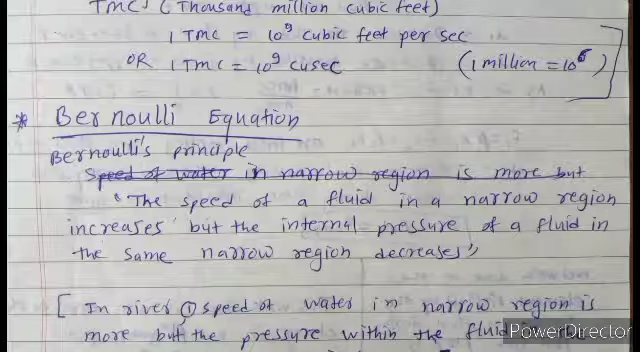 TMC) (Thousand million cubic feet)
1 TMC = 10⁹ cubic feet per sec
OR 1 TMC = 10⁹ cusec (1 million = 10⁶)
* Bernoulli Equation
Bernoulli's principle
Speed of water in narrow region is more but
"The speed of a fluid in a narrow region
increases but the internal pressure of a fluid in
the same narrow region decreases"
[ In river ① speed of water in narrow region is
more but the pressure within the fluid
PowerDirector